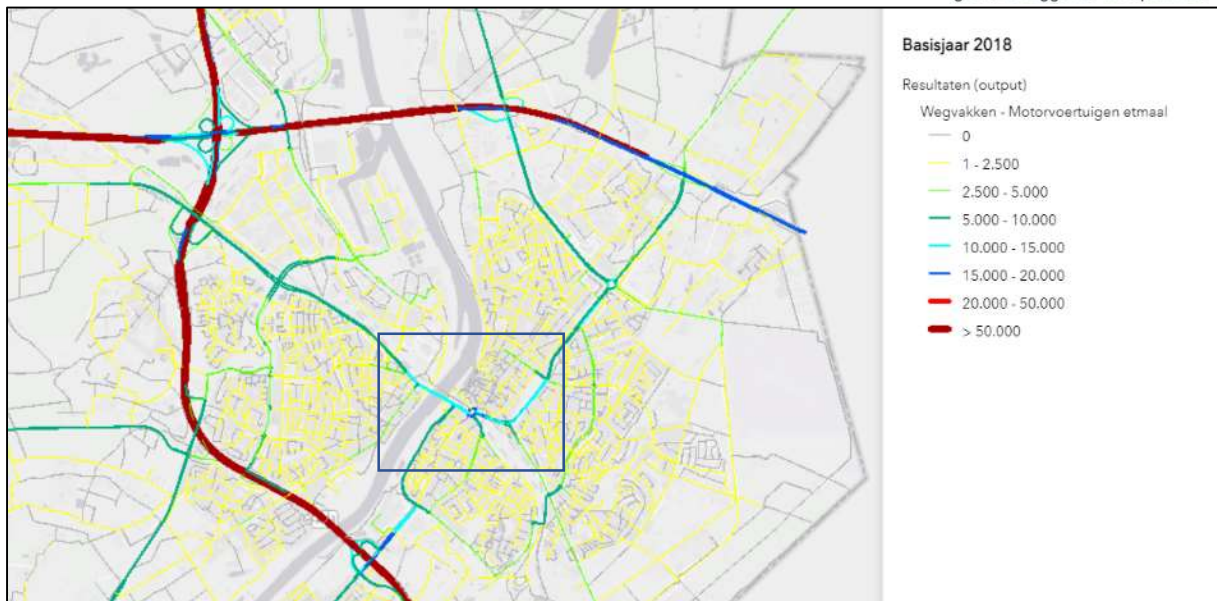 Basisjaar 2018
Resultaten (output)
Wegvakken - Motorvoertuigen etmaal
0
1 - 2.500
2.500 - 5.000
5.000 - 10.000
10.000 - 15.000
15.000 - 20.000
20.000 - 50.000
> 50.000